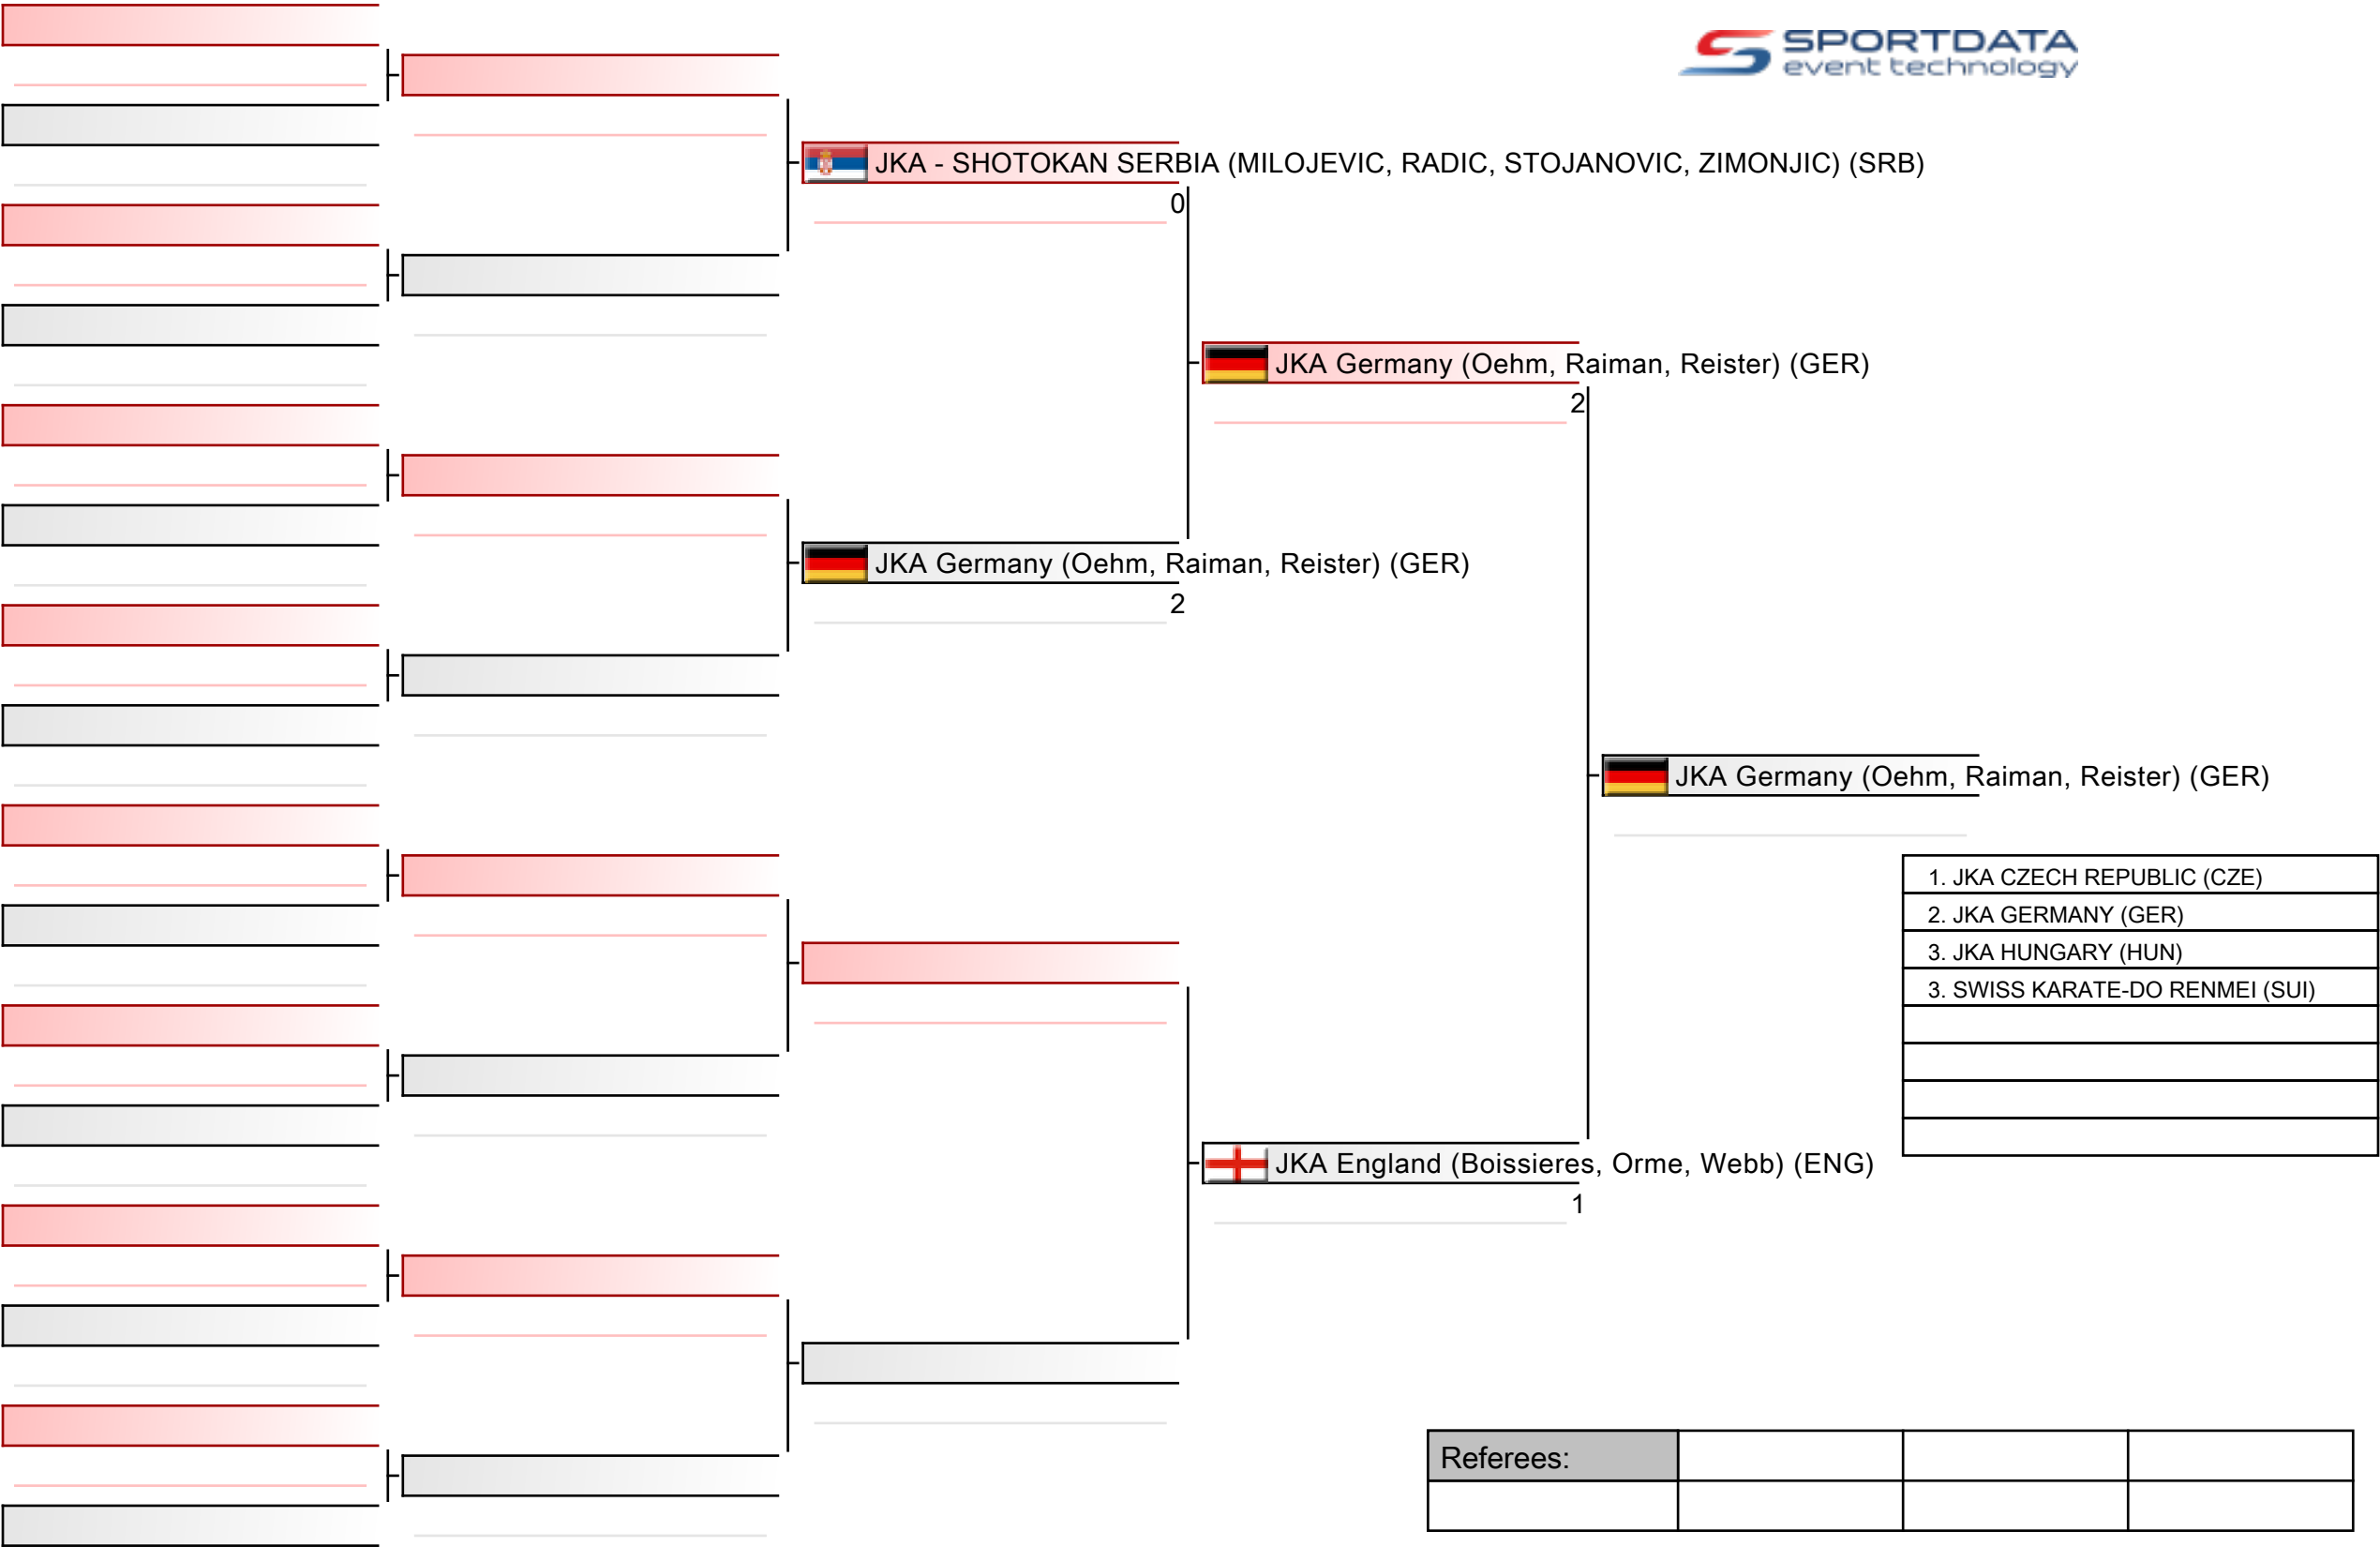 SPORTDATA
event technology
JKA - SHOTOKAN SERBIA (MILOJEVIC, RADIC, STOJANOVIC, ZIMONJIC) (SRB)
0
JKA Germany (Oehm, Raiman, Reister) (GER)
2
JKA Germany (Oehm, Raiman, Reister) (GER)
2
JKA Germany (Oehm, Raiman, Reister) (GER)
1. JKA CZECH REPUBLIC (CZE)
2. JKA GERMANY (GER)
3. JKA HUNGARY (HUN)
3. SWISS KARATE-DO RENMEI (SUI)
JKA England (Boissieres, Orme, Webb) (ENG)
1
Referees: